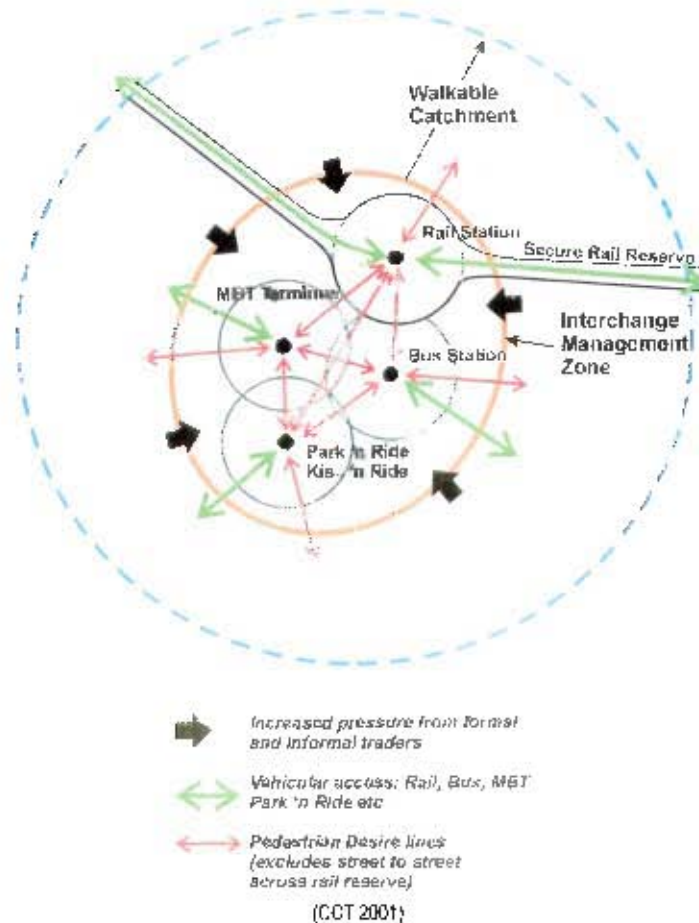 Walkable
Catchment
Rail Station
Secure Rail Reserve
MBT Terminus
Interchange
Management
Zone
Bus Station
Park 'n Ride
Kiss 'n Ride
Increased pressure from formal
and informal traders
Vehicular access: Rail, Bus, MBT
Park 'n Ride etc
Pedestrian Desire lines
(excludes street to street
across rail reserve)
(CCT 2001)